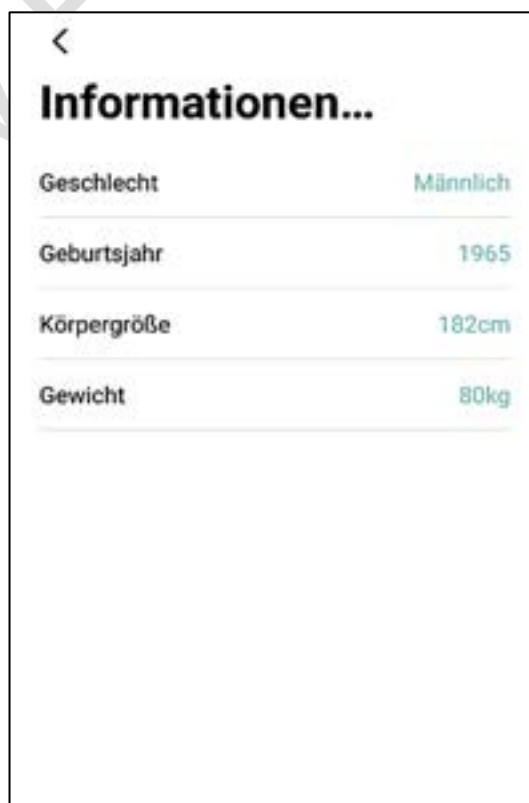 Informationen...
Geschlecht Männlich
Geburtsjahr 1965
Körpergröße 182cm
Gewicht 80kg